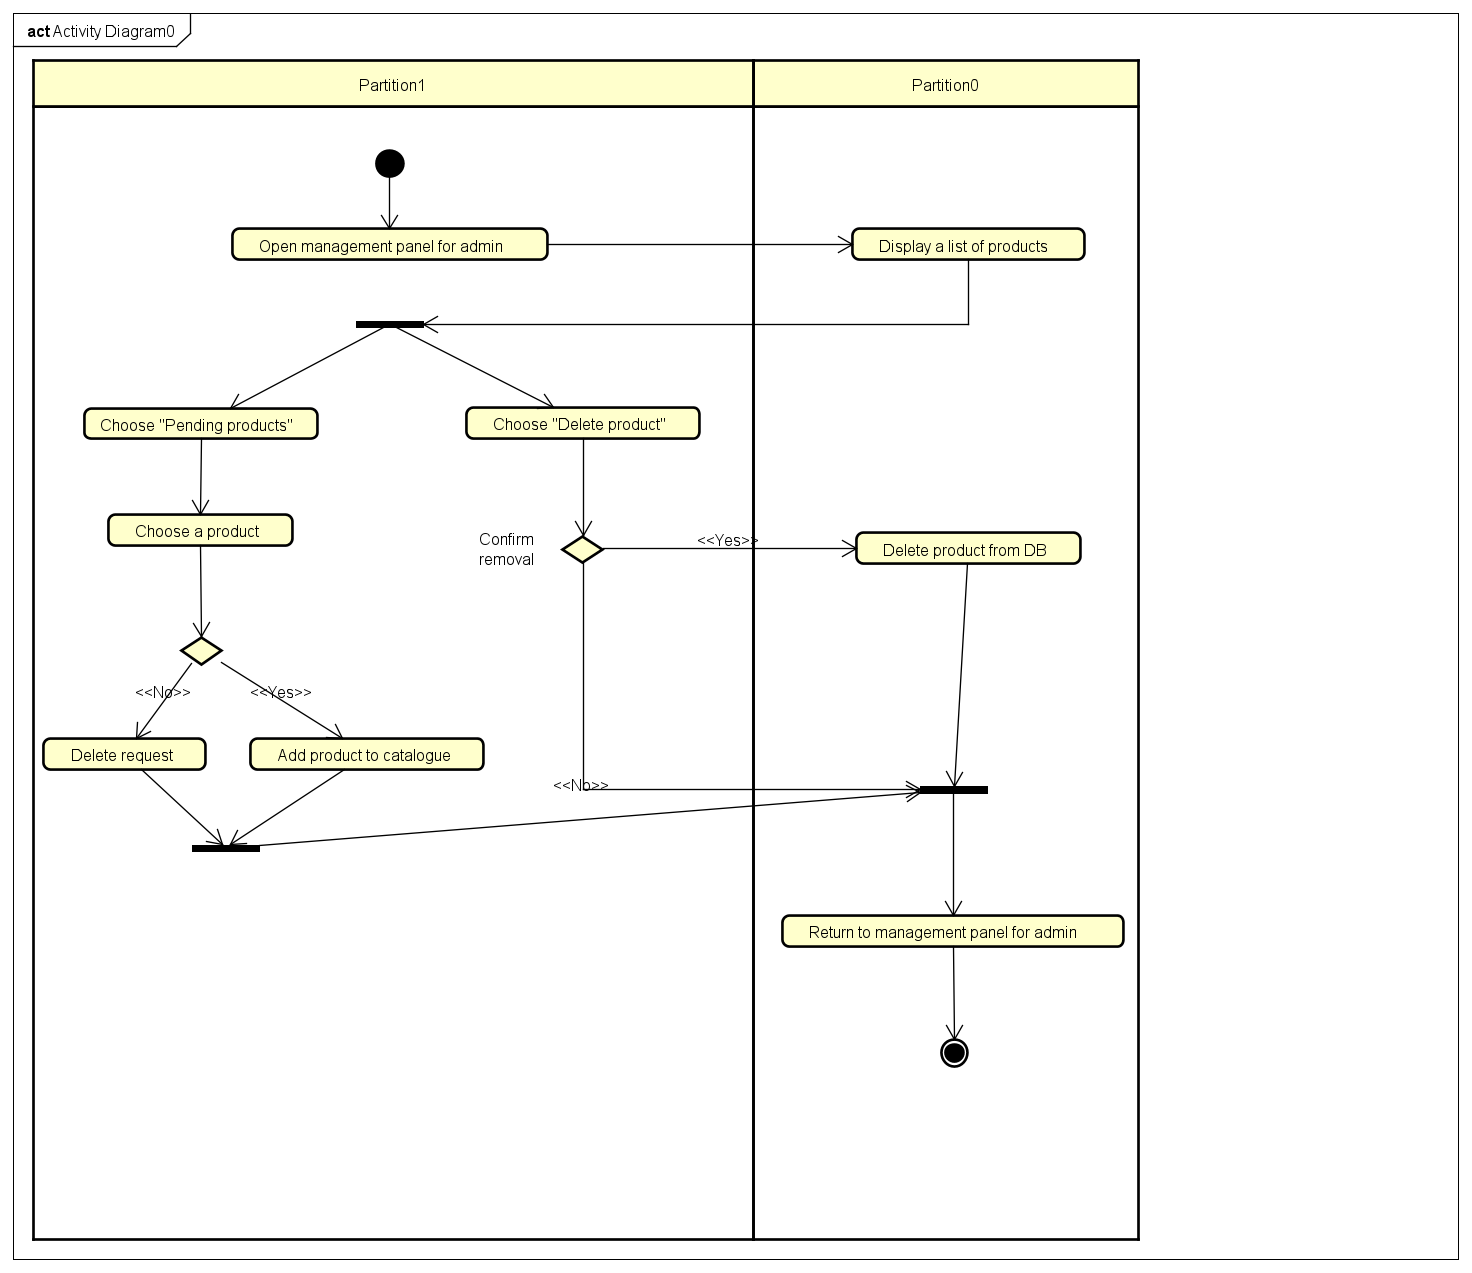 act Activity Diagram0
Partition1
Partition0
Open management panel for admin
Display a list of products
Choose "Pending products"
Choose "Delete product"
Choose a product
Confirm
removal
<<Yes>>
Delete product from DB
<<No>>
<<Yes>>
Delete request
Add product to catalogue
<<No>>
Return to management panel for admin